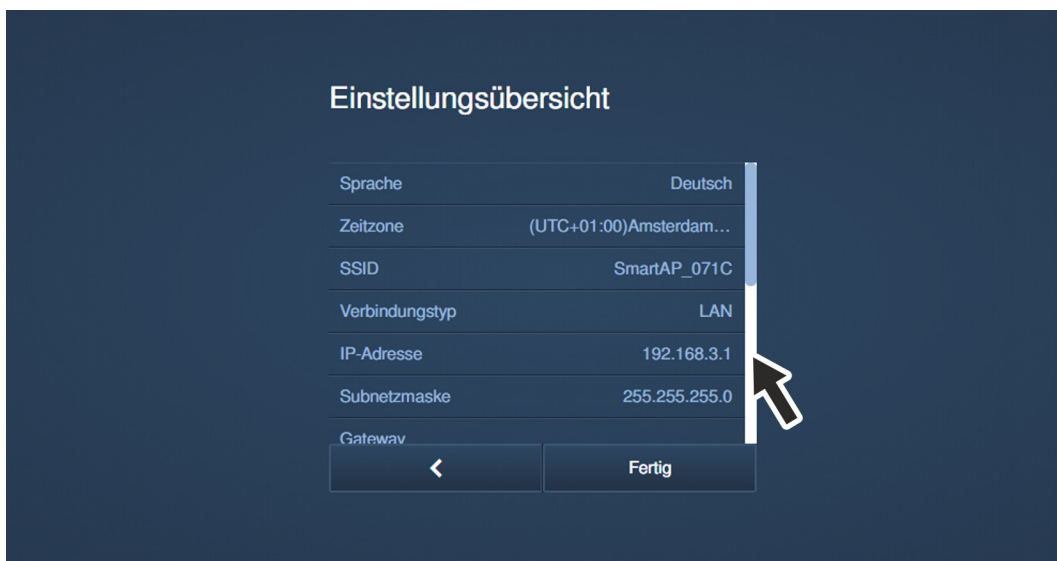 Einstellungsübersicht
Sprache Deutsch
Zeitzone (UTC+01:00)Amsterdam...
SSID SmartAP_071C
Verbindungstyp LAN
IP-Adresse 192.168.3.1
Subnetzmaske 255.255.255.0
Gateway
Fertig